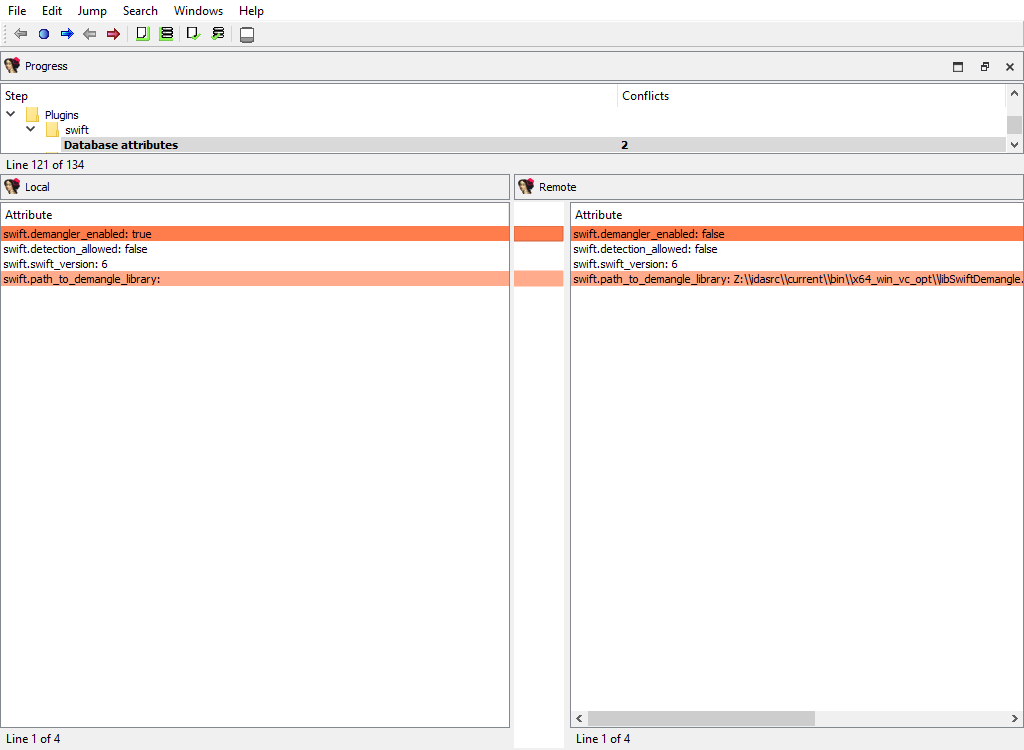 File Edit Jump Search Windows Help
Progress
Step Conflicts
Plugins
swift
Database attributes 2
Line 121 of 134
Local
Attribute
swift.demangler_enabled: true
swift.detection_allowed: false
swift.swift_version: 6
swift.path_to_demangle_library:
Line 1 of 4
Remote
Attribute
swift.demangler_enabled: false
swift.detection_allowed: false
swift.swift_version: 6
swift.path_to_demangle_library: Z:\\idasrc\\current\\bin\\x64_win_vc_opt\\libSwiftDemangle.
Line 1 of 4